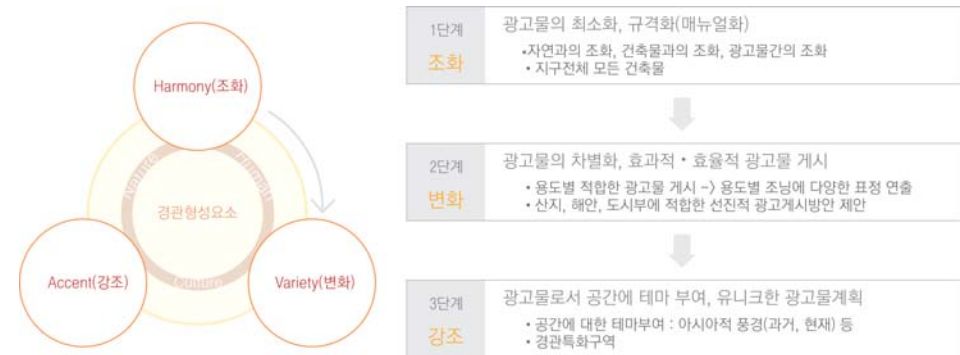 Harmony(조화)
경관형성요소
Culture
Accent(강조)
Variety(변화)
1단계
조화
광고물의 최소화, 규격화(매뉴얼화)
•자연과의 조화, 건축물과의 조화, 광고물간의 조화
• 지구전체 모든 건축물
2단계
변화
광고물의 차별화, 효과적・효율적 광고물 게시
• 용도별 적합한 광고물 게시 –> 용도별 조닝에 다양한 표정 연출
• 산지, 해안, 도시부에 적합한 선진적 광고게시방안 제안
3단계
강조
광고물로서 공간에 테마 부여, 유니크한 광고물계획
• 공간에 대한 테마부여 : 아시아적 풍경(과거, 현재) 등
• 경관특화구역